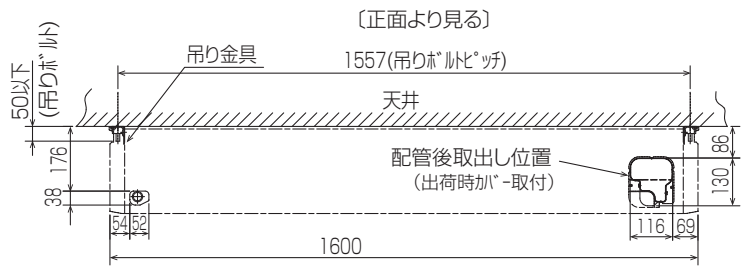 〔正面より見る〕
吊り金具
1557(吊りボルトピッチ)
50以下
(吊りボルト)
天井
176
38
配管後取出し位置
(出荷時カバー取付)
86
130
54
52
116
69
1600